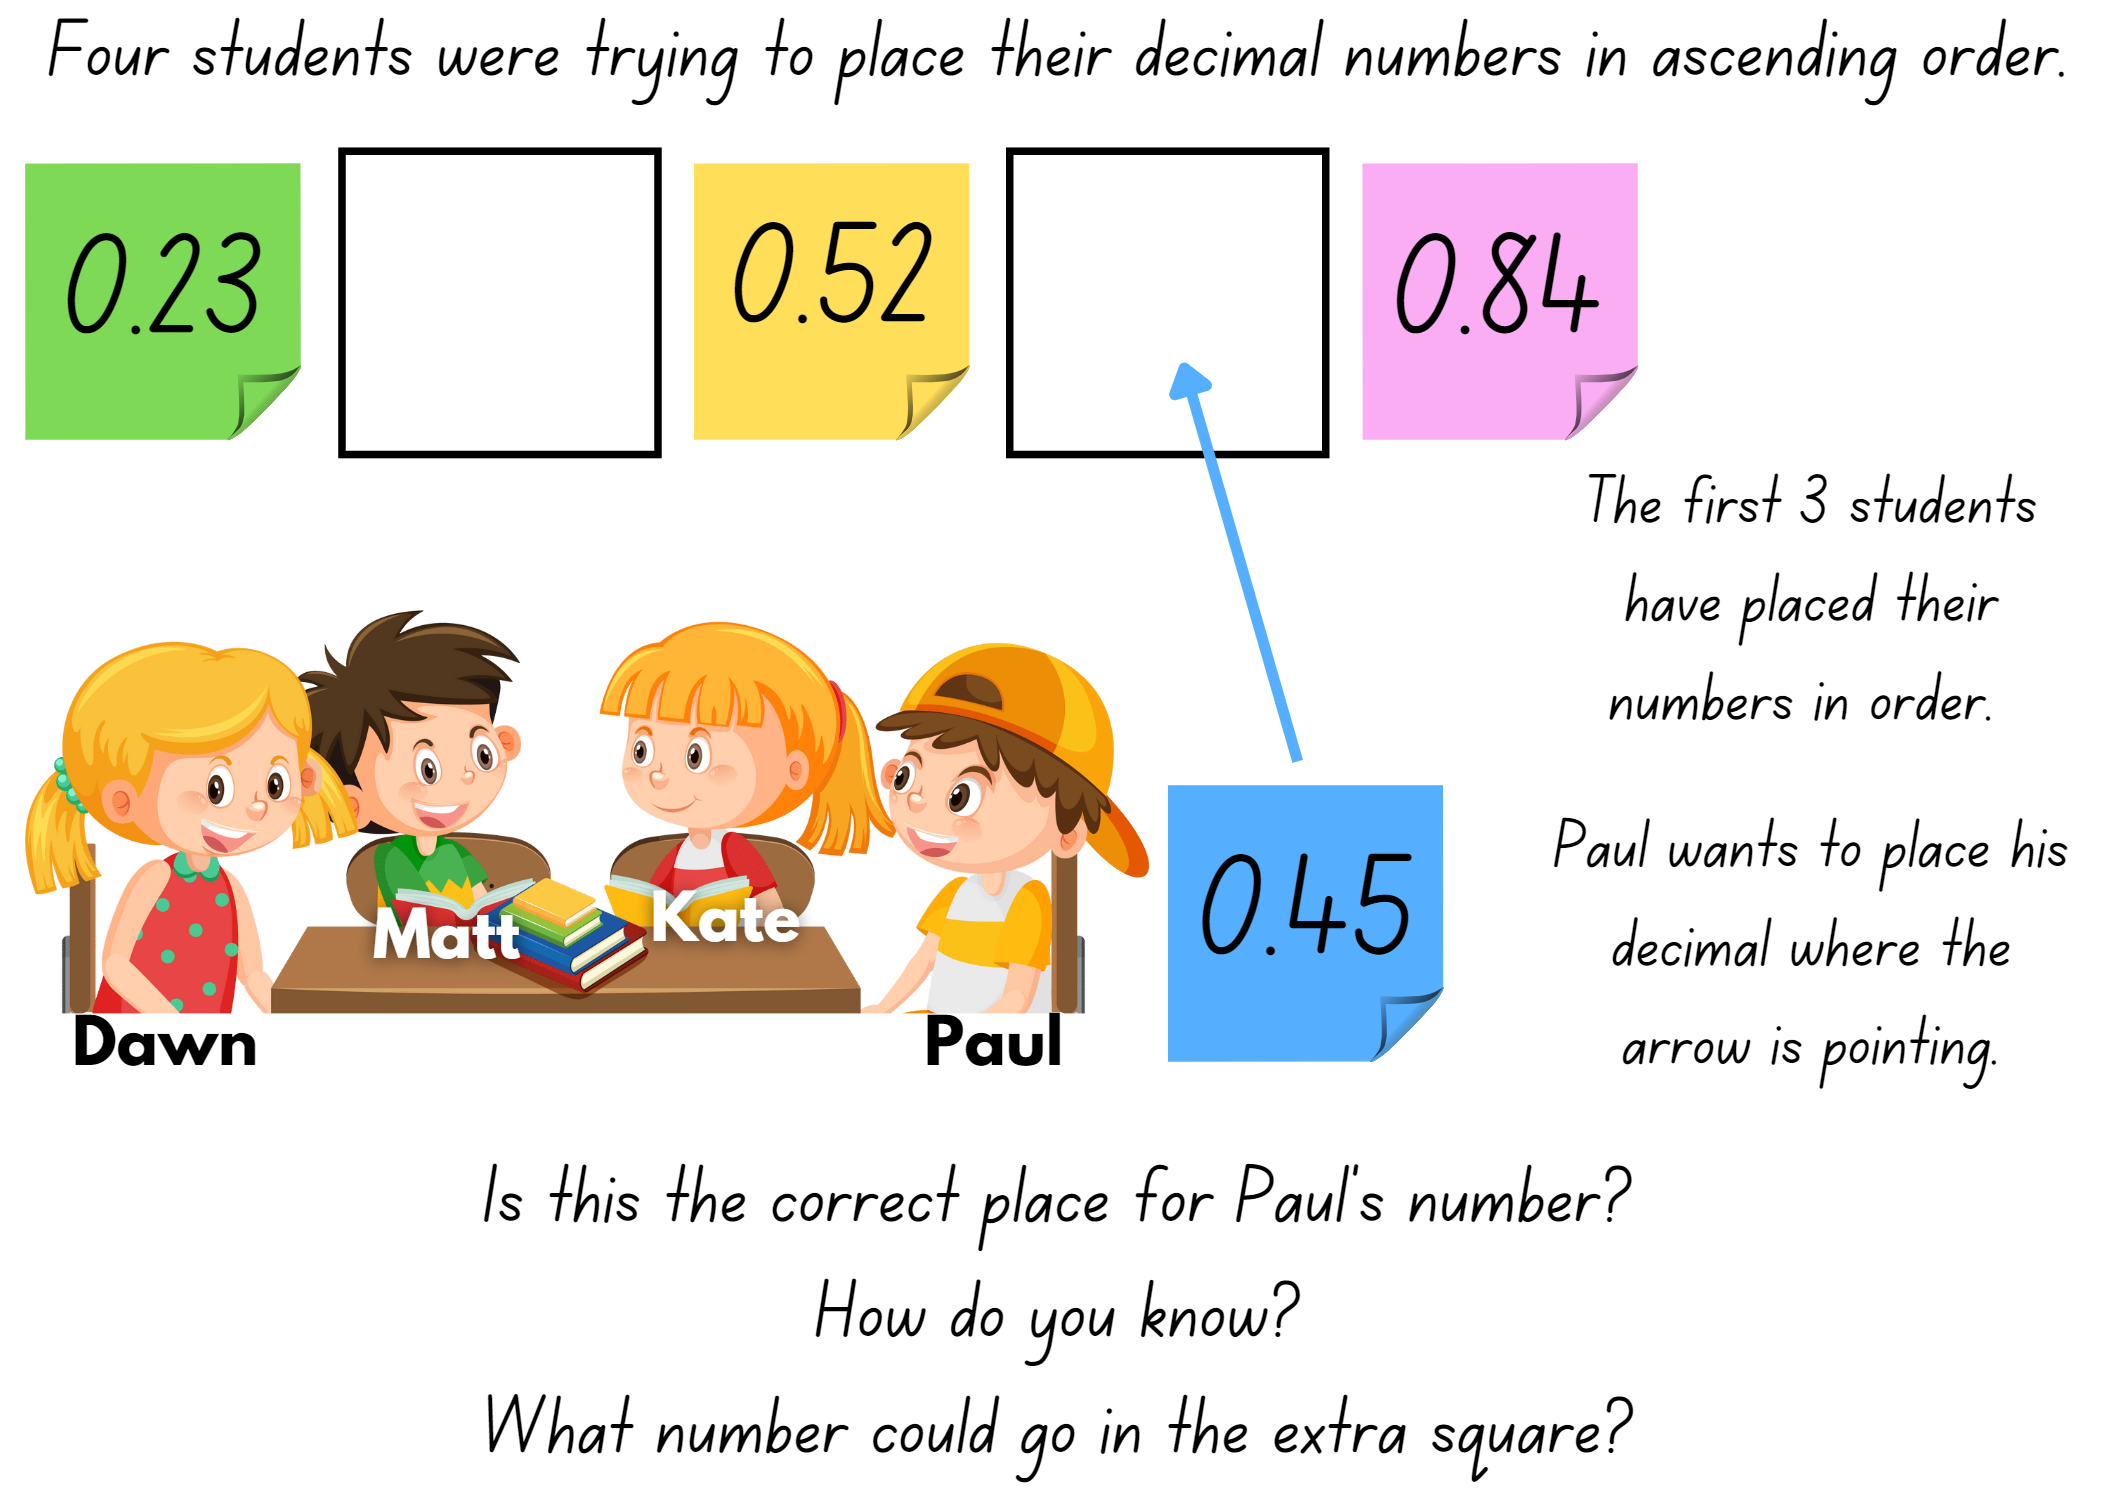 Four students were trying to place their decimal numbers in ascending order.
0.23
0.52
0.84
The first 3 students
have placed their
numbers in order.
Paul wants to place his
decimal where the
arrow is pointing.
0.45
Matt
Kate
Dawn
Paul
Is this the correct place for Paul's number?
How do you know?
What number could go in the extra square?